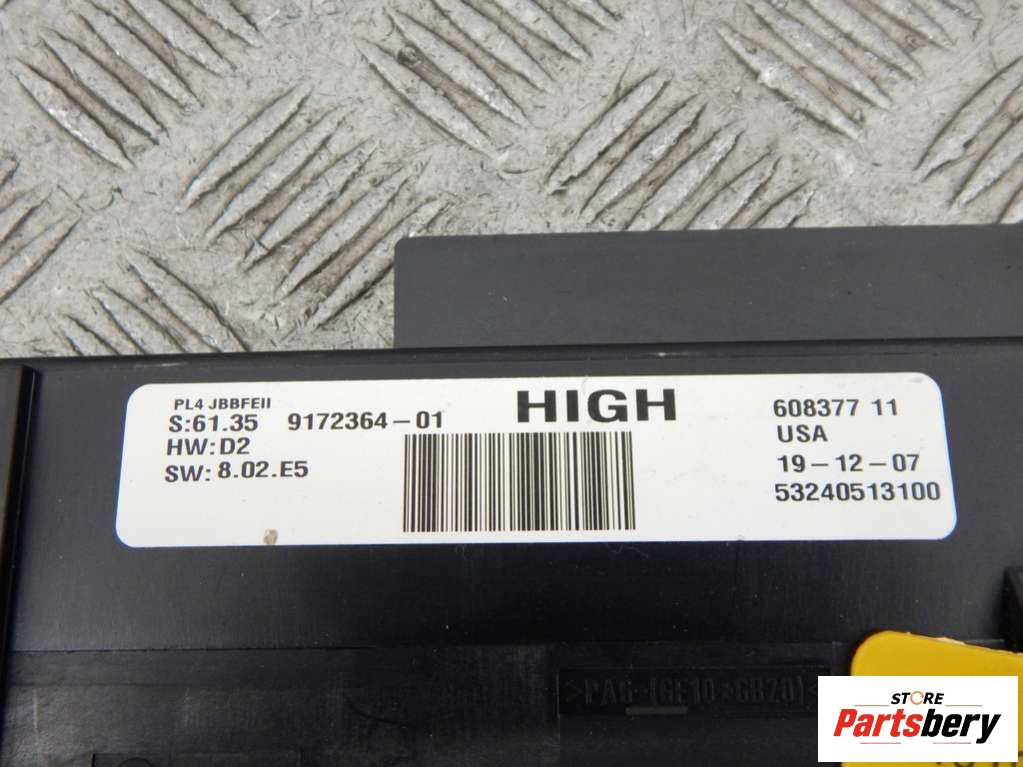 PL4 JBBFEII
S:61.35 9172364-01 HIGH 608377 11
HW:D2 USA
SW: 8.02.E5 19-12-07
53240513100
STORE
Partsbery